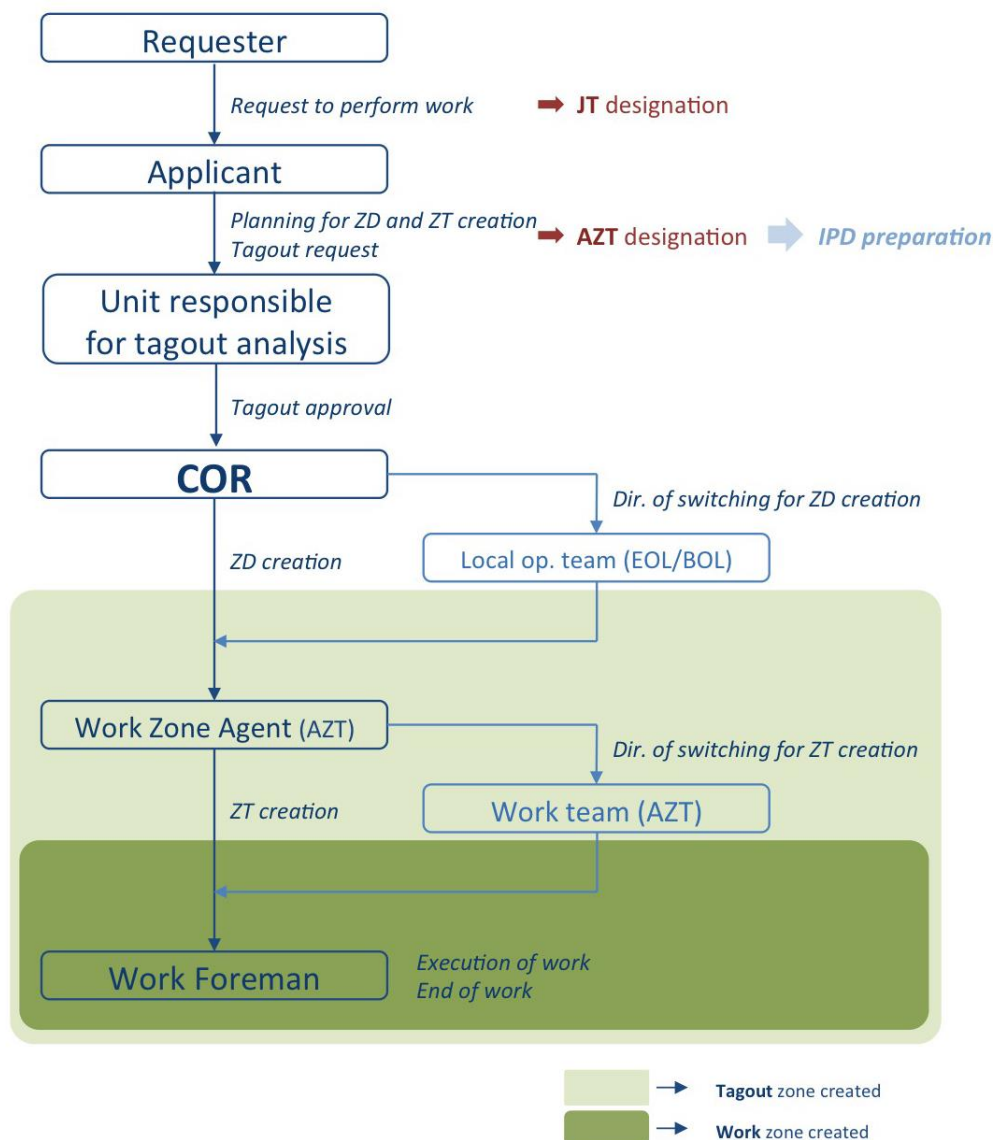 Requester
Request to perform work
JT designation
Applicant
Planning for ZD and ZT creation
Tagout request
AZT designation
IPD preparation
Unit responsible
for tagout analysis
Tagout approval
COR
Dir. of switching for ZD creation
ZD creation
Local op. team (EOL/BOL)
Work Zone Agent (AZT)
Dir. of switching for ZT creation
ZT creation
Work team (AZT)
Work Foreman
Execution of work
End of work
Tagout zone created
Work zone created